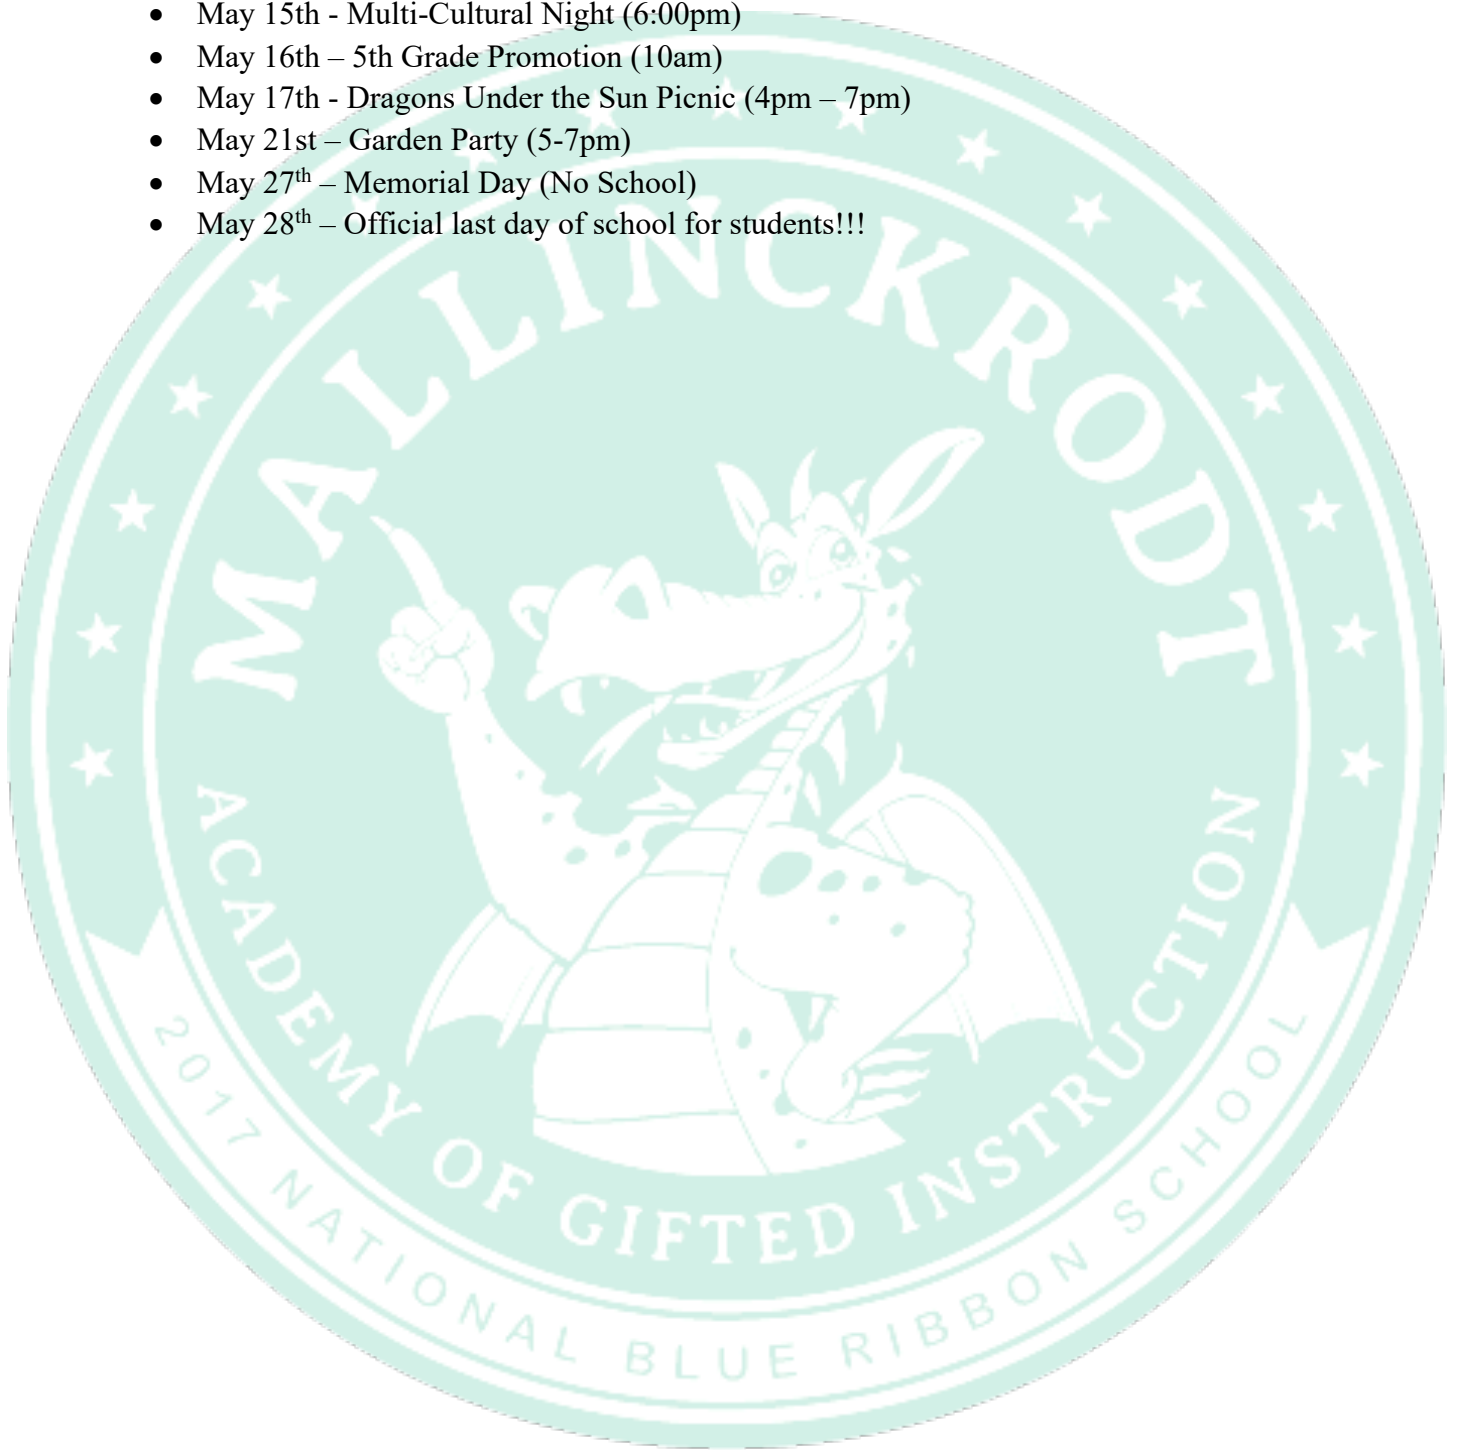 • May 15th - Multi-Cultural Night (6:00pm)
• May 16th – 5th Grade Promotion (10am)
• May 17th - Dragons Under the Sun Picnic (4pm – 7pm)
• May 21st – Garden Party (5-7pm)
• May 27th – Memorial Day (No School)
• May 28th – Official last day of school for students!!!
MALLINCKRODT
ACADEMY OF GIFTED INSTRUCTION
2017 NATIONAL BLUE RIBBON SCHOOL